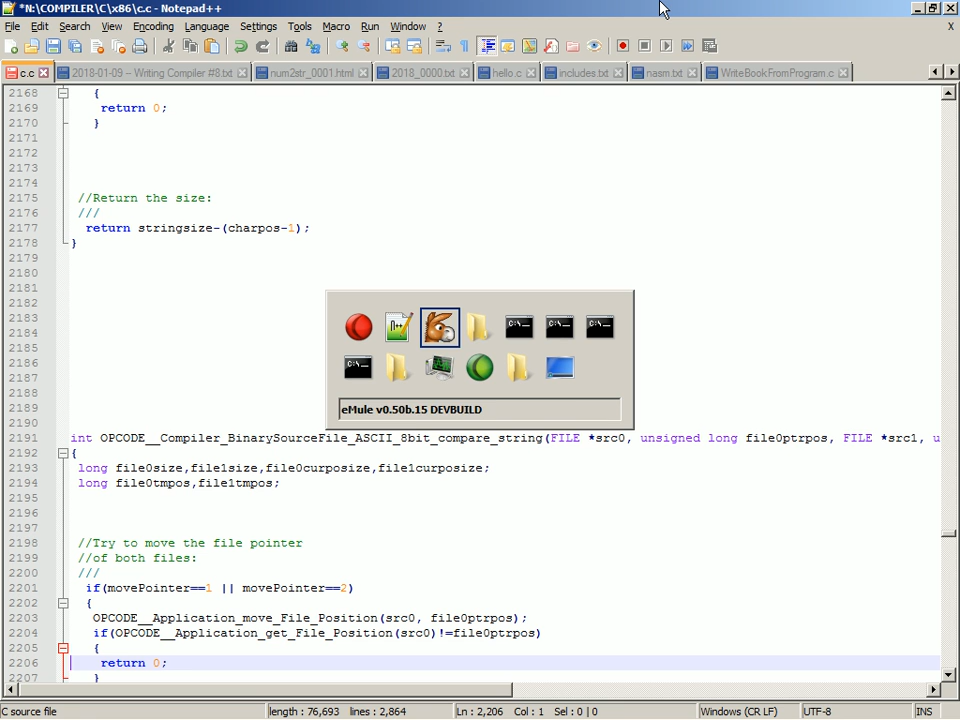 *N:\COMPILER\C\x86\c.c - Notepad++
File Edit Search View Encoding Language Settings Tools Macro Run Window ? X
c.c 2018-01-09 – Writing Compiler #8.txt num2str_0001.html 2018_0000.txt hello.c includes.txt nasm.txt WriteBookFromProgram.c
2168 {
2169 return 0;
2170 }
2171
2172
2173
2174
2175 //Return the size:
2176 ///
2177 return stringsize-(charpos-1);
2178 }
2179
2180
2181
2182
2183
2184
2185
2186
2187
2188
2189
2190
eMule v0.50b.15 DEVBUILD
2191 int OPCODE__Compiler_BinarySourceFile_ASCII_8bit_compare_string(FILE *src0, unsigned long file0ptrpos, FILE *src1, u
2192 {
2193 long file0size,file1size,file0curposize,file1curposize;
2194 long file0tmpos,file1tmpos;
2195
2196
2197
2198 //Try to move the file pointer
2199 //of both files:
2200 ///
2201 if(movePointer==1 || movePointer==2)
2202 {
2203 OPCODE__Application_move_File_Position(src0, file0ptrpos);
2204 if(OPCODE__Application_get_File_Position(src0)!=file0ptrpos)
2205 {
2206 return 0;
2207 }
C source file length : 76,693 lines : 2,864 Ln : 2,206 Col : 1 Sel : 0 | 0 Windows (CR LF) UTF-8 INS